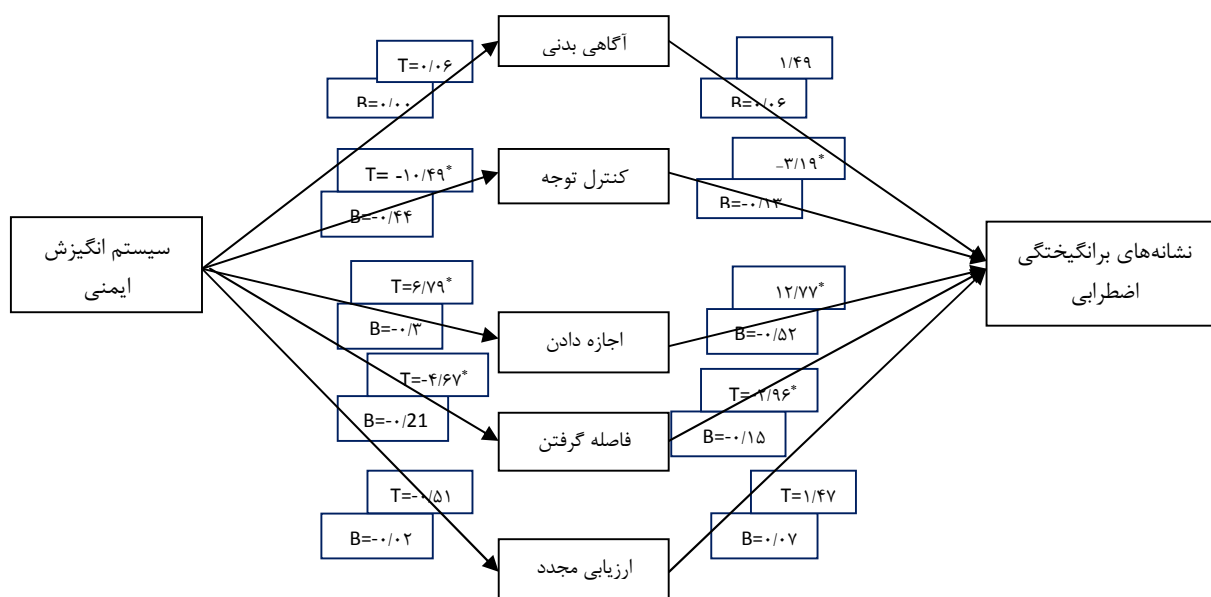 آگاهی بدنی
T=۰/۰۶
B=۰/۰۰
۱/۴۹
B=۰/۰۶
کنترل توجه
T= -۱۰/۴۹*
B=-۰/۴۴
-۳/۱۹*
B=-۰/۱۳
سیستم انگیزش
ایمنی
نشانه‌های برانگیختگی
اضطرابی
اجازه دادن
T=۶/۷۹*
B=-۰/۳
۱۲/۷۷*
B=-۰/۵۲
فاصله گرفتن
T=-۴/۶۷*
B=-۰/21
T=-۲/۹۶*
B=-۰/۱۵
ارزیابی مجدد
T=-۰/۵۱
B=-۰/۰۲
T=۱/۴۷
B=۰/۰۷